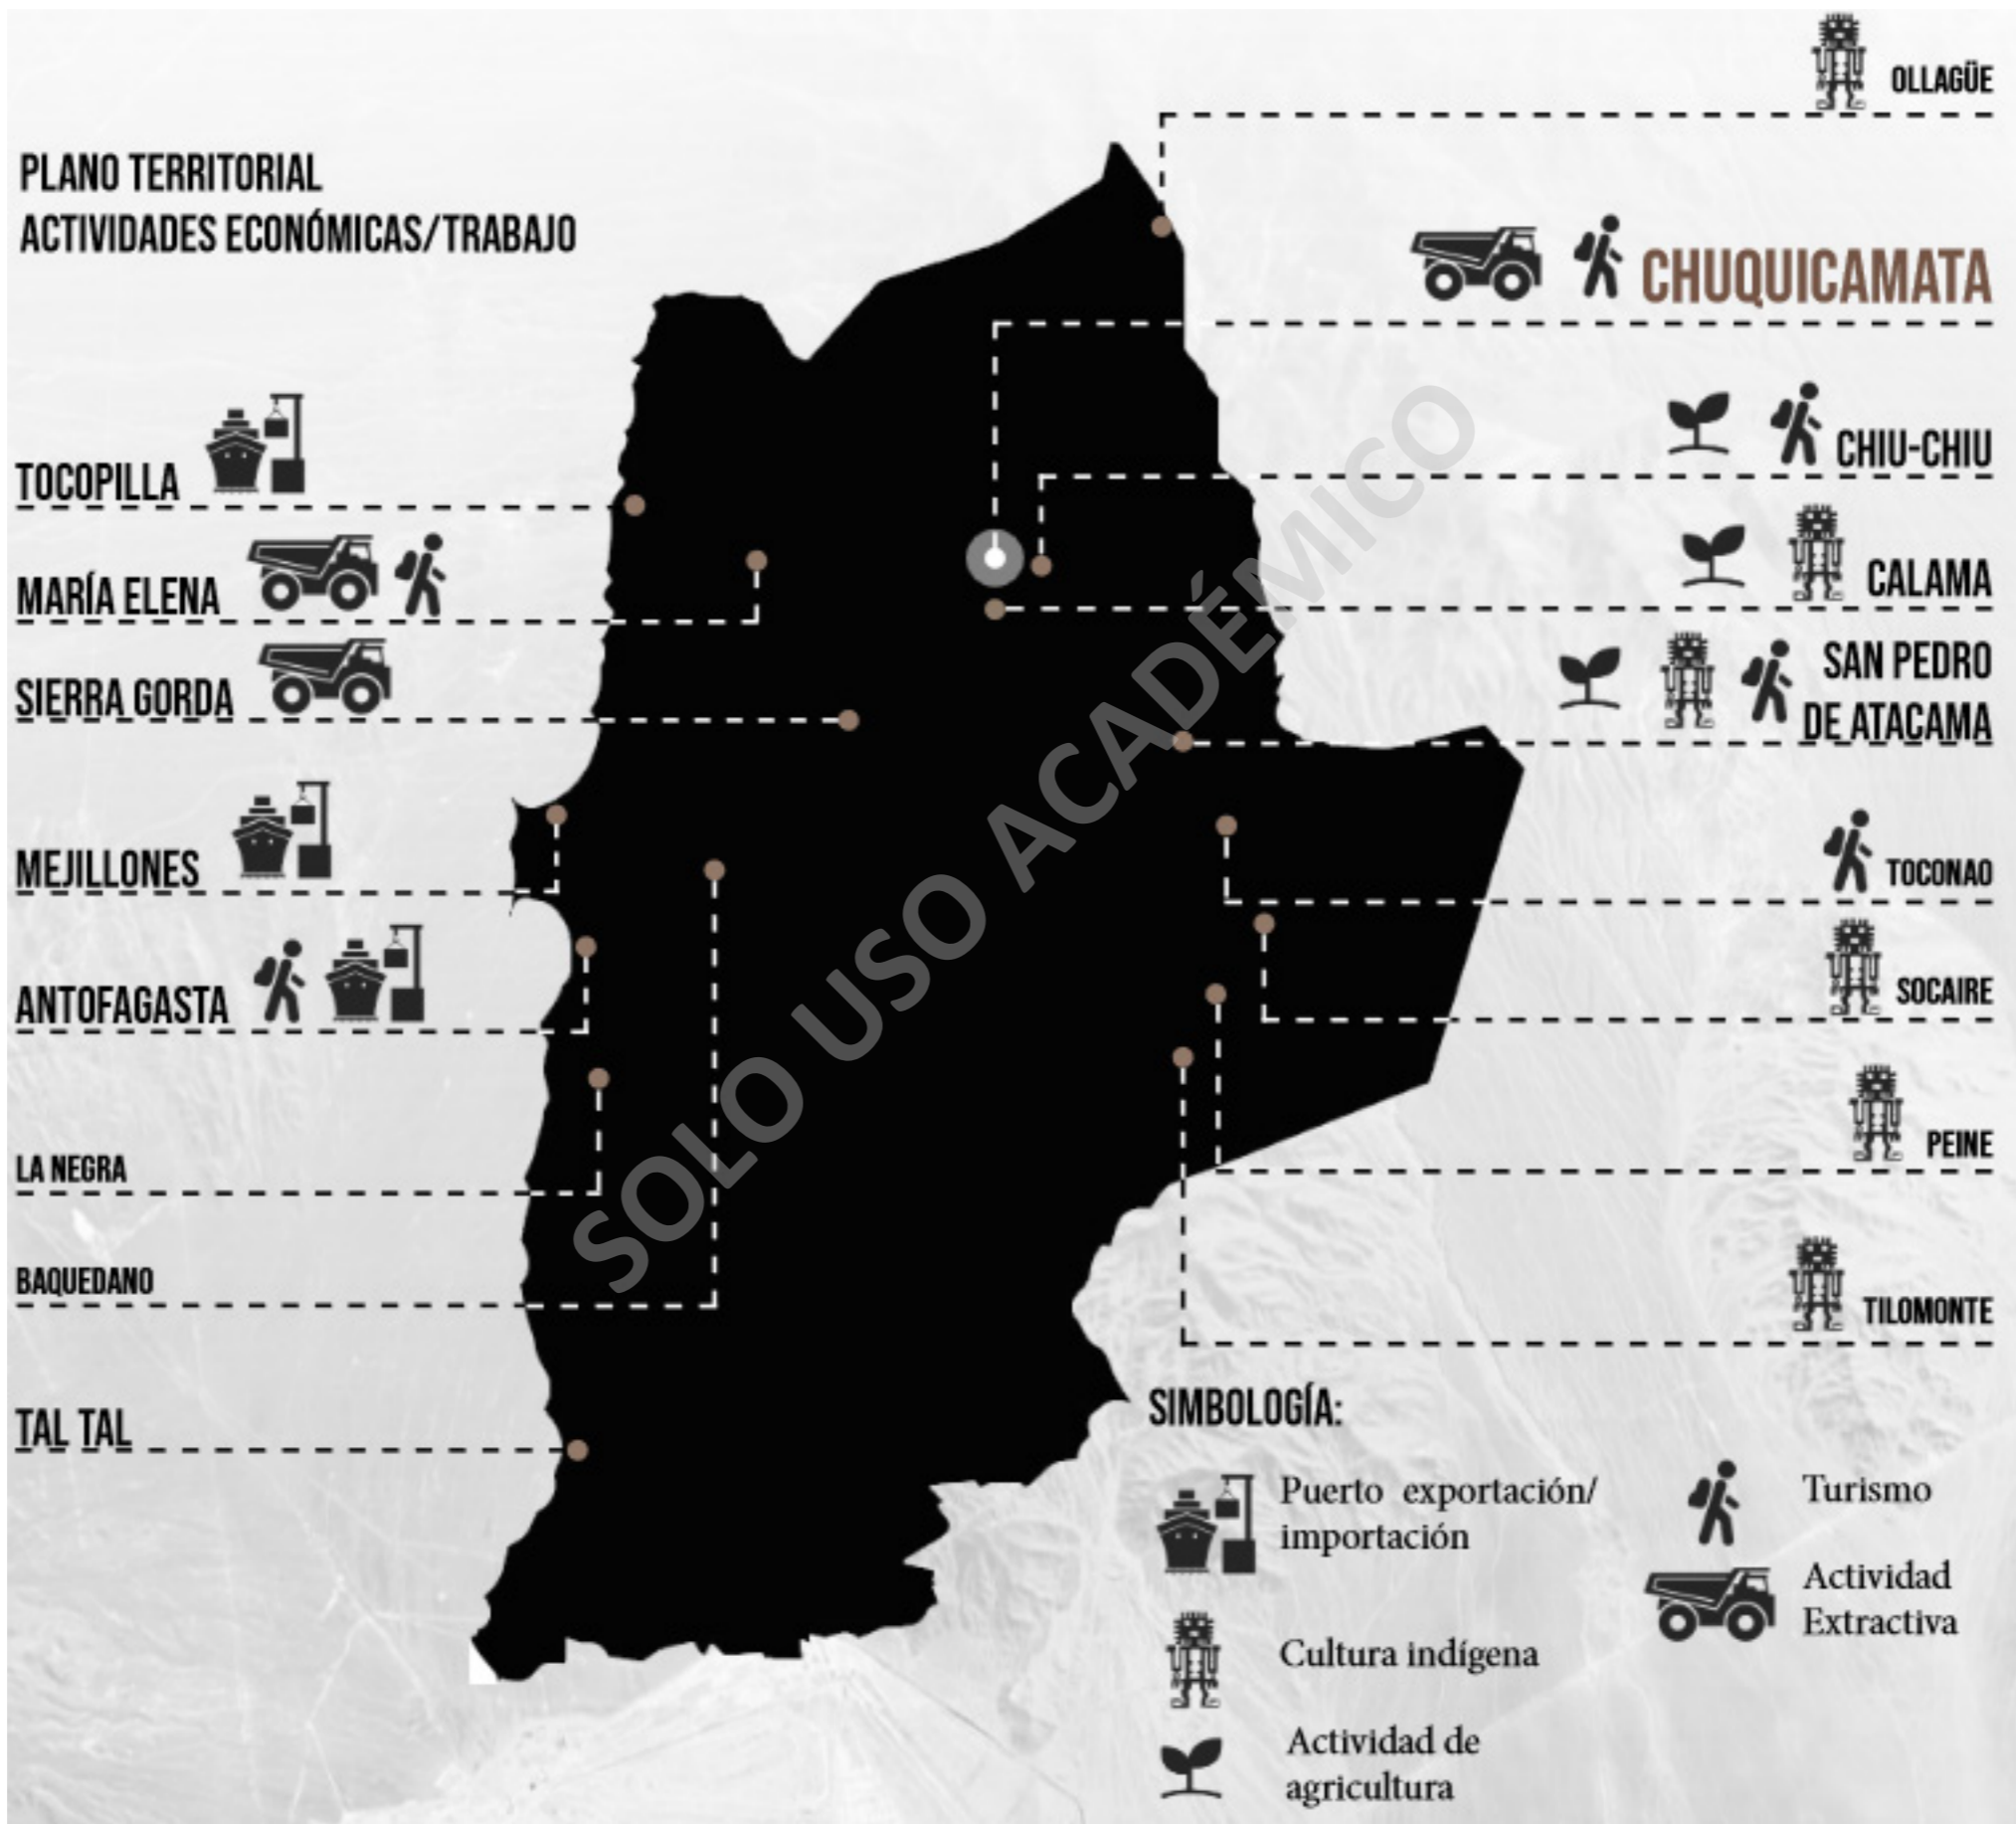 PLANO TERRITORIAL
ACTIVIDADES ECONÓMICAS/TRABAJO
TOCOPILLA
MARÍA ELENA
SIERRA GORDA
MEJILLONES
ANTOFAGASTA
LA NEGRA
BAQUEDANO
TAL TAL
OLLAGÜE
CHUQUICAMATA
CHIU-CHIU
CALAMA
SAN PEDRO
DE ATACAMA
TOCONAO
SOCAIRE
PEINE
TILOMONTE
SOLO USO ACADÉMICO
SIMBOLOGÍA:
Puerto exportación/
importación
Cultura indígena
Actividad de
agricultura
Turismo
Actividad
Extractiva